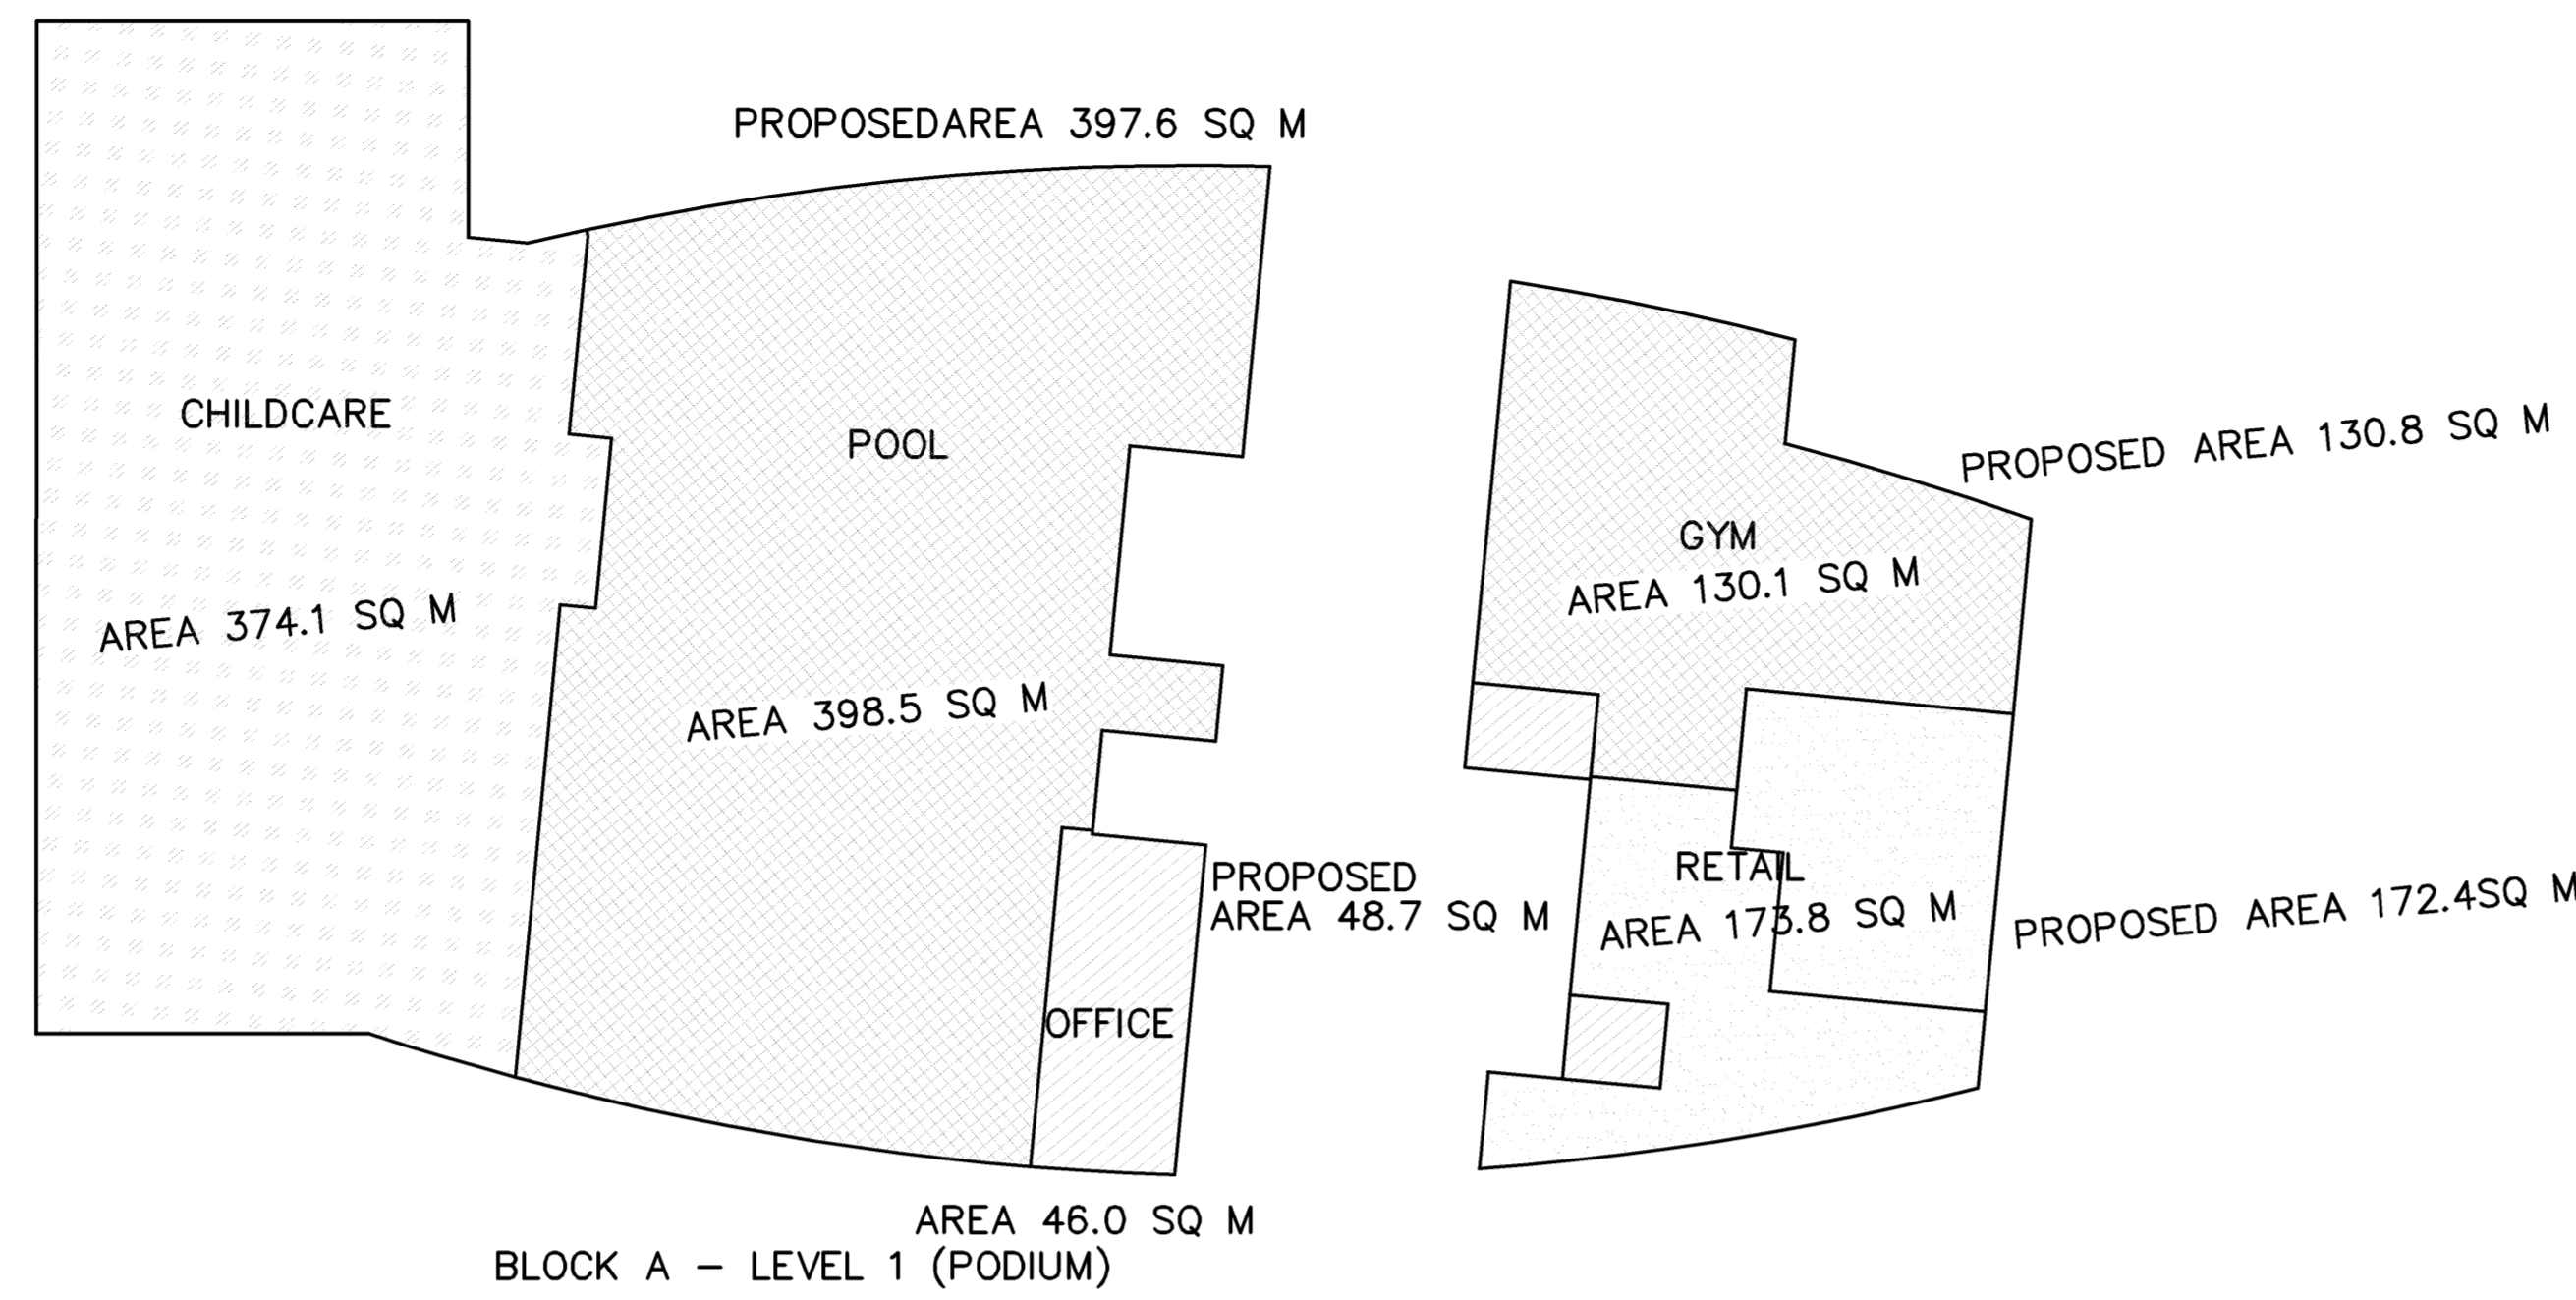 PROPOSEDAREA 397.6 SQ M
CHILDCARE
POOL
PROPOSED AREA 130.8 SQ M
GYM
AREA 130.1 SQ M
AREA 374.1 SQ M
AREA 398.5 SQ M
PROPOSED
AREA 48.7 SQ M
RETAIL
AREA 173.8 SQ M
PROPOSED AREA 172.4SQ M
OFFICE
AREA 46.0 SQ M
BLOCK A – LEVEL 1 (PODIUM)